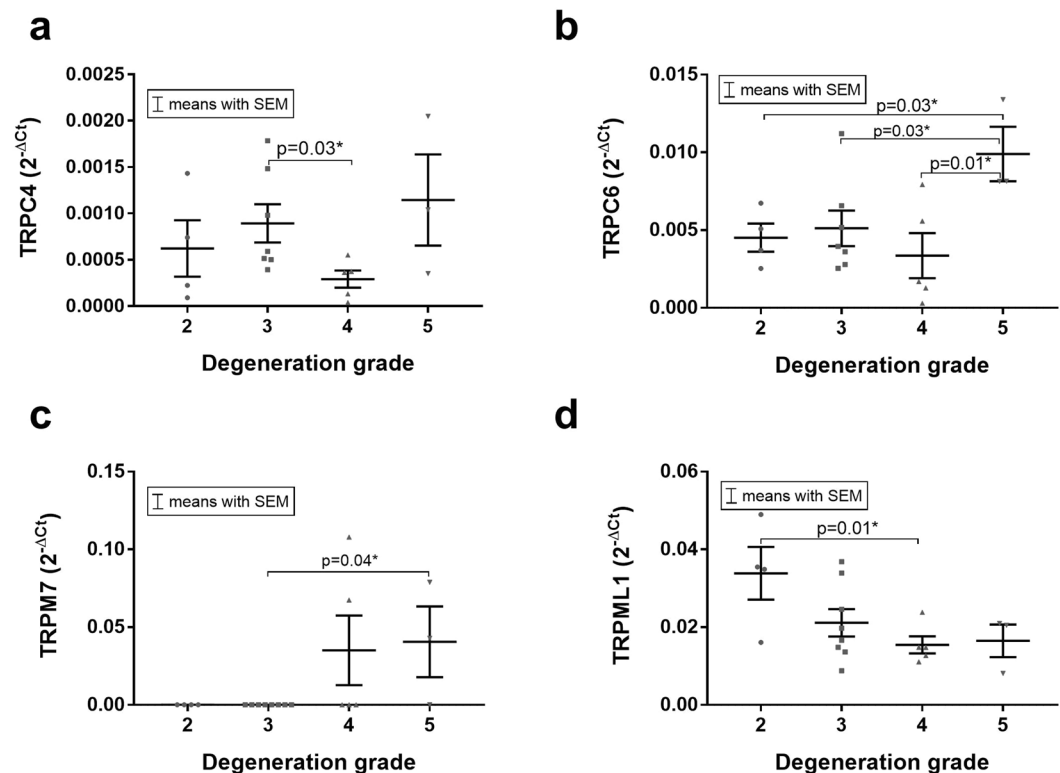 a
TRPC4 (2^-ΔCt)
0.0025
0.0020
0.0015
0.0010
0.0005
0.0000
means with SEM
p=0.03*
2 3 4 5
Degeneration grade
b
TRPC6 (2^-ΔCt)
0.015
0.010
0.005
0.000
means with SEM
p=0.03*
p=0.03*
p=0.01*
2 3 4 5
Degeneration grade
c
TRPM7 (2^-ΔCt)
0.15
0.10
0.05
0.00
means with SEM
p=0.04*
2 3 4 5
Degeneration grade
d
TRPML1 (2^-ΔCt)
0.06
0.04
0.02
0.00
means with SEM
p=0.01*
2 3 4 5
Degeneration grade